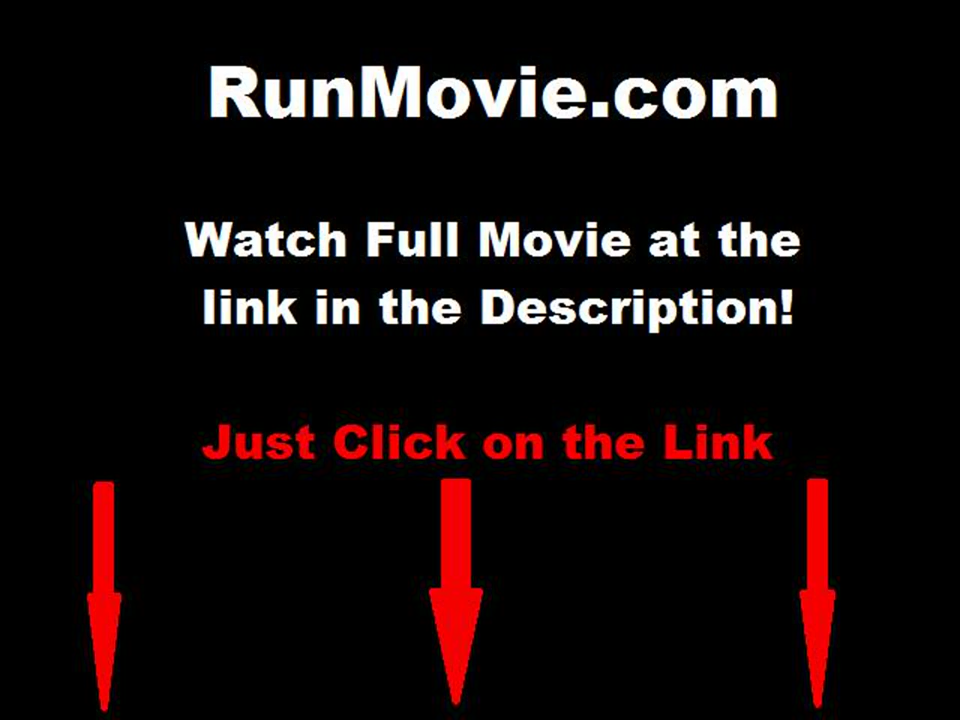 RunMovie.com
Watch Full Movie at the
link in the Description!
Just Click on the Link